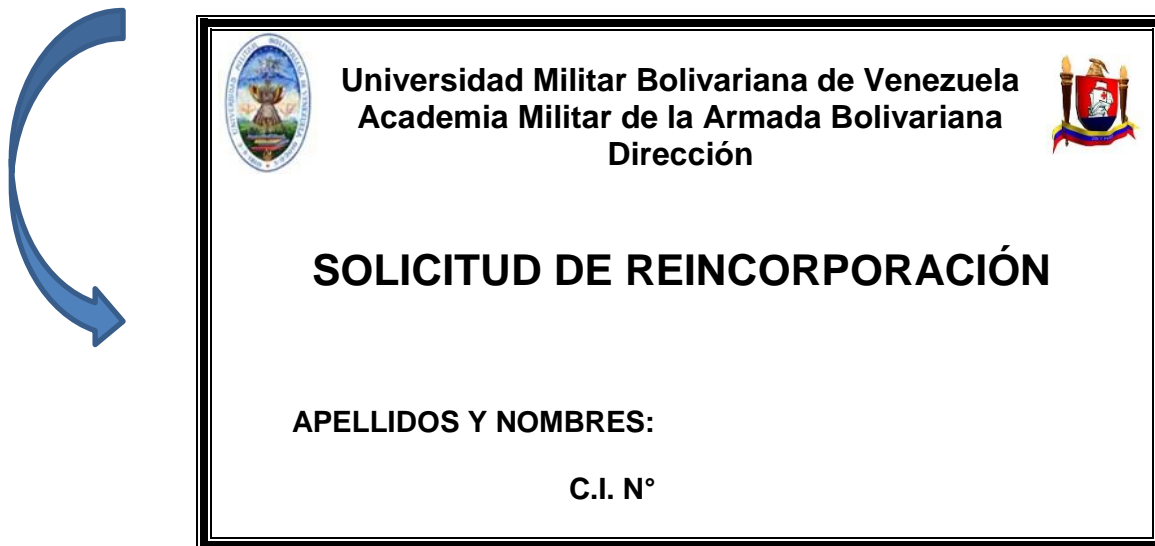 Universidad Militar Bolivariana de Venezuela
Academia Militar de la Armada Bolivariana
Dirección
SOLICITUD DE REINCORPORACIÓN
APELLIDOS Y NOMBRES:
C.I. N°